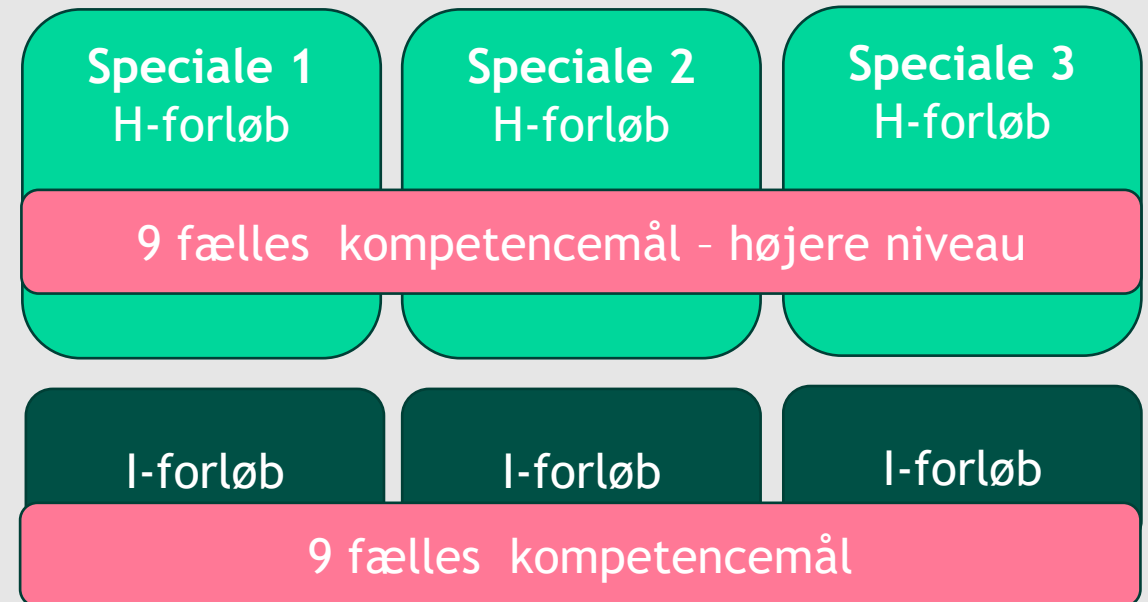 Speciale 1
H-forløb
Speciale 2
H-forløb
Speciale 3
H-forløb
9 fælles kompetencemål – højere niveau
I-forløb
I-forløb
I-forløb
9 fælles kompetencemål